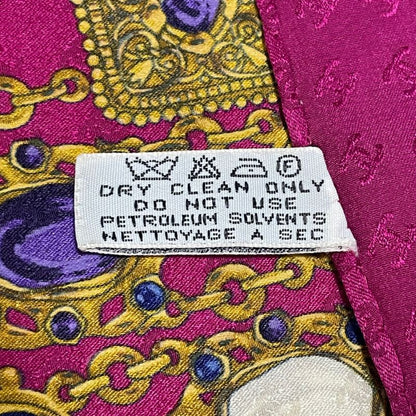 DRY CLEAN ONLY
DO NOT USE
PETROLEUM SOLVENTS
NETTOYAGE A SEC